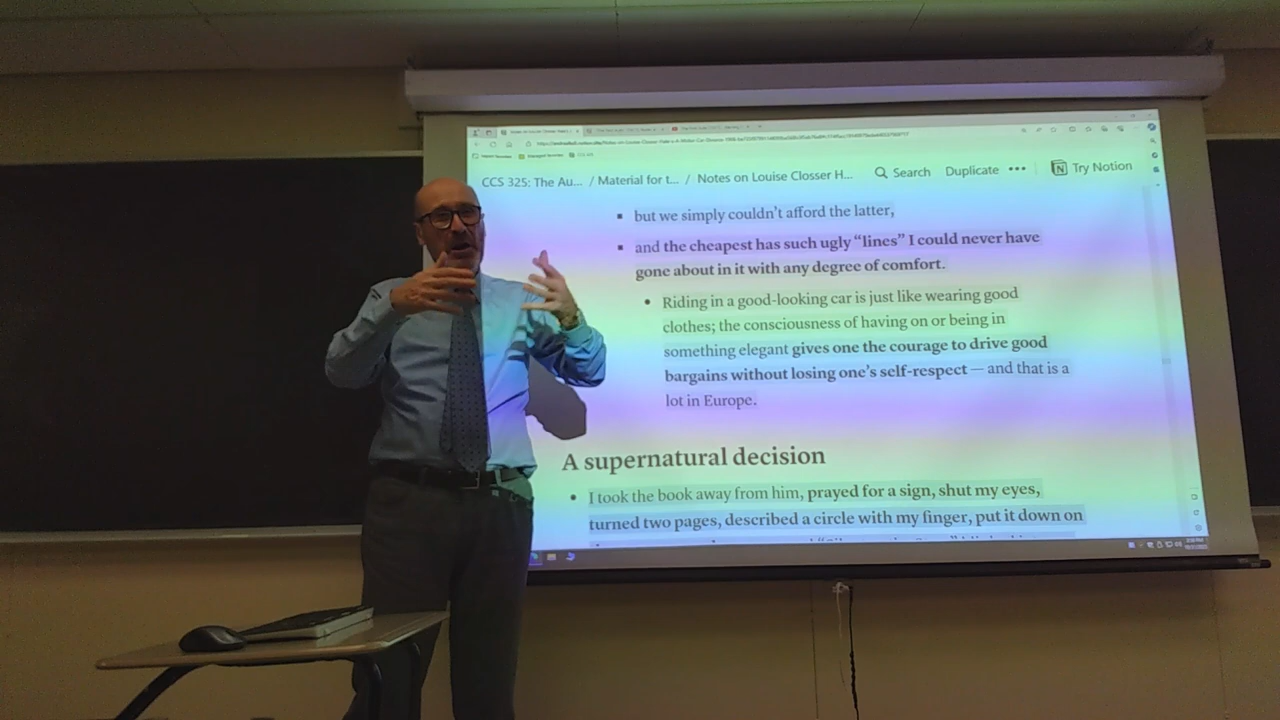 CCS 325: The Au... / Material for t... / Notes on Louise Closser H... Search Duplicate ••• Try Notion
▪ but we simply couldn't afford the latter,
▪ and the cheapest has such ugly “lines” I could never have
gone about in it with any degree of comfort.
• Riding in a good-looking car is just like wearing good
clothes; the consciousness of having on or being in
something elegant gives one the courage to drive good
bargains without losing one's self-respect — and that is a
lot in Europe.
A supernatural decision
• I took the book away from him, prayed for a sign, shut my eyes,
turned two pages, described a circle with my finger, put it down on